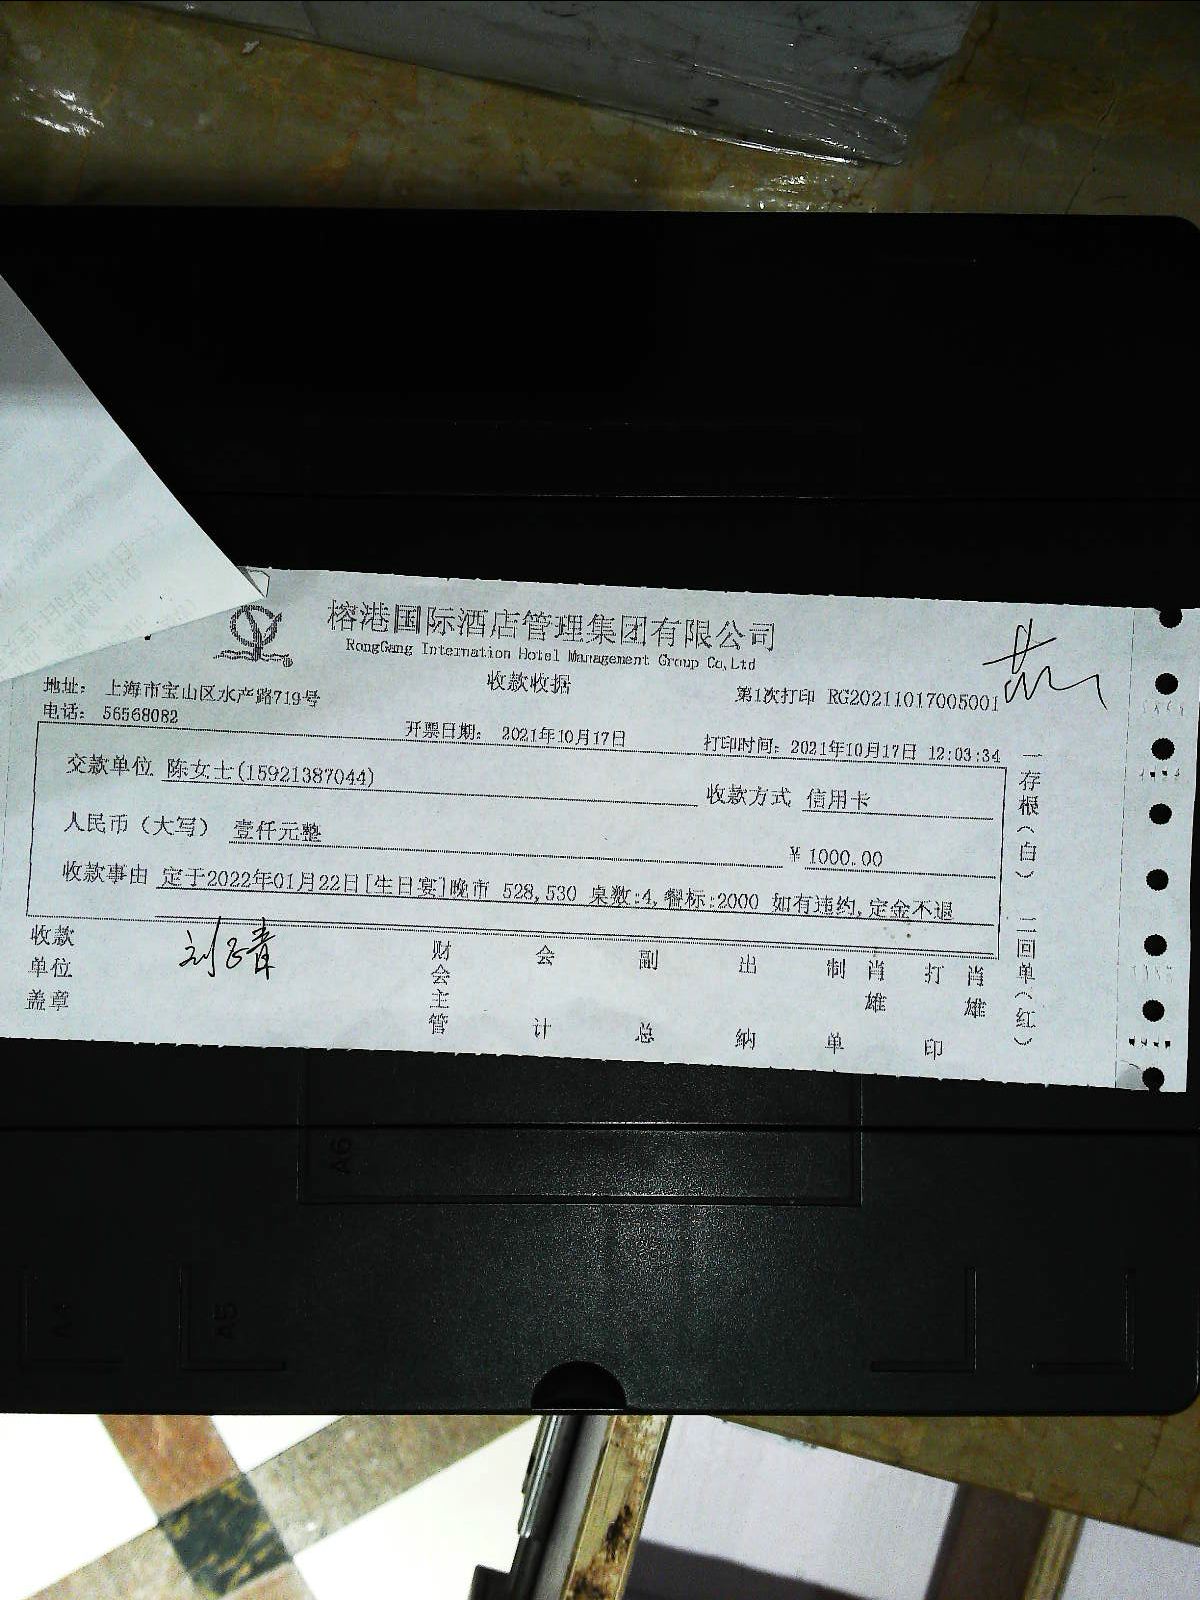 榕港国际酒店管理集团有限公司
RongGang Internation Hotel Management Group Co,Ltd
收款收据
地址: 上海市宝山区水产路719号
第1次打印 RG20211017005001
电话: 56568082
开票日期: 2021年10月17日
打印时间: 2021年10月17日 12:03:34
交款单位 陈女士(15921387044)
收款方式 信用卡
人民币(大写) 壹仟元整
¥ 1000.00
收款事由 定于2022年01月22日[生日宴]晚市 528,530 桌数:4,餐标:2000 如有违约,定金不退
收款单位盖章
财会主管
会计
副总
出纳
制单 肖雄
打印 肖雄
一存根(白) 二回单(红)
A6
A5